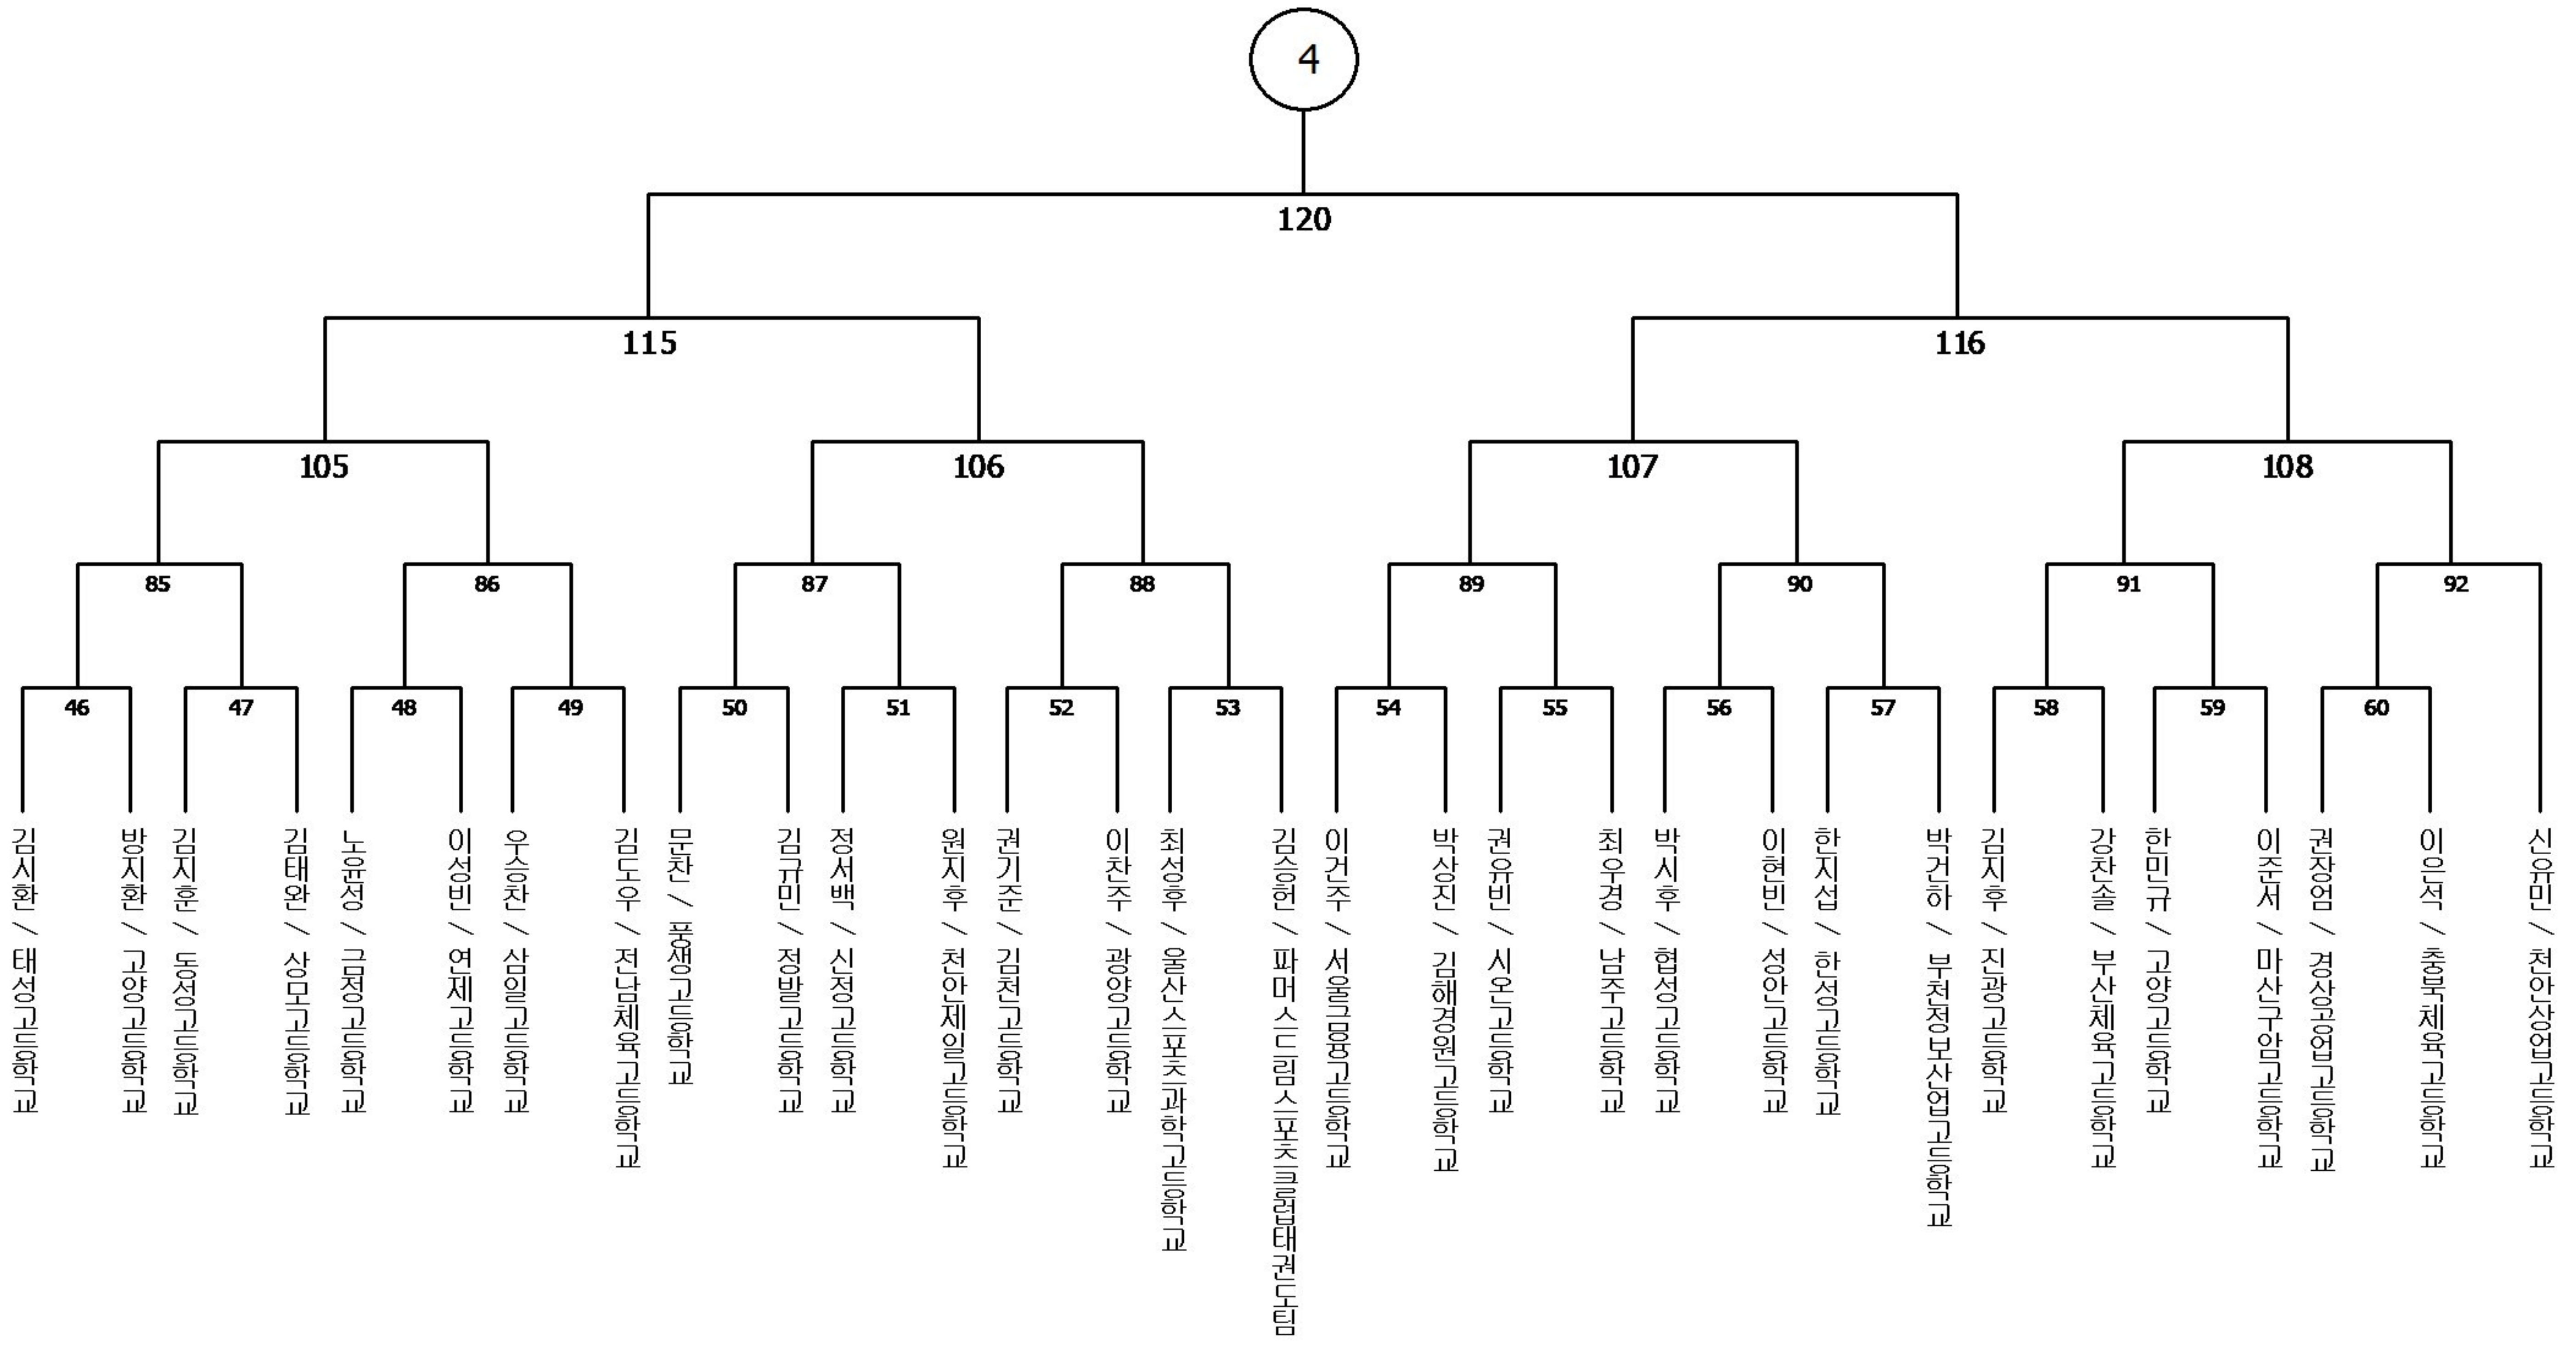 4
120
115
116
105
106
107
108
85
86
87
88
89
90
91
92
46
47
48
49
50
51
52
53
54
55
56
57
58
59
60
김시환 / 태성고등학교
방지환 / 고양고등학교
김지훈 / 동성고등학교
김태완 / 상모고등학교
노윤성 / 금정고등학교
이성빈 / 연제고등학교
우승찬 / 삼일고등학교
김도우 / 전남체육고등학교
문찬 / 풍생고등학교
김규민 / 정발고등학교
정서백 / 신정고등학교
원지후 / 천안제일고등학교
권기준 / 김천고등학교
이찬주 / 광양고등학교
최성후 / 울산스포츠과학고등학교
김승헌 / 파머스드림스포츠클럽태권도팀
이건주 / 서울금융고등학교
박상진 / 김해경원고등학교
권유빈 / 시온고등학교
최우경 / 남주고등학교
박시후 / 협성고등학교
이현빈 / 성안고등학교
한지섭 / 한성고등학교
박건하 / 부천정보산업고등학교
김지후 / 진광고등학교
강찬솔 / 부산체육고등학교
한민규 / 고양고등학교
이준서 / 마산구암고등학교
권장엄 / 경상공업고등학교
이은석 / 충북체육고등학교
신유민 / 천안상업고등학교